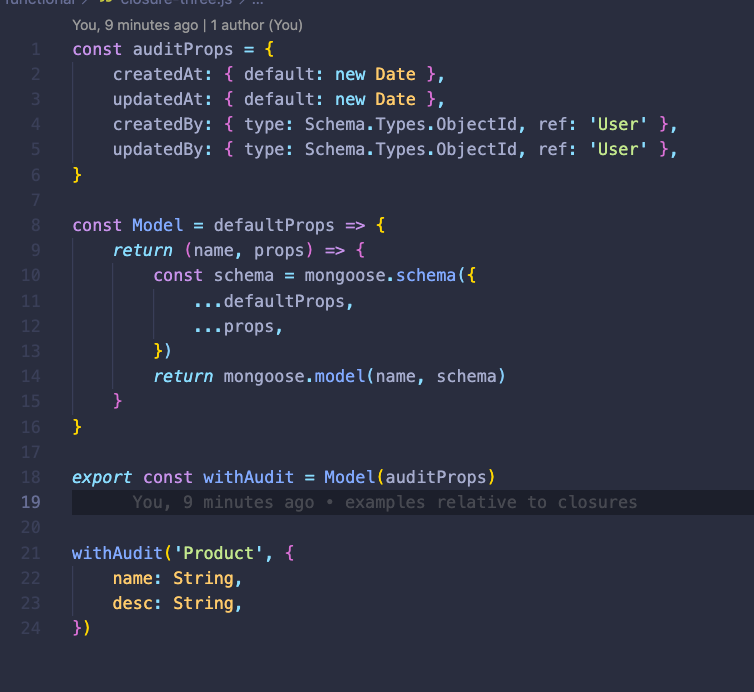 functional > JS closure-three.js > ...
You, 9 minutes ago | 1 author (You)
1 const auditProps = {
2 createdAt: { default: new Date },
3 updatedAt: { default: new Date },
4 createdBy: { type: Schema.Types.ObjectId, ref: 'User' },
5 updatedBy: { type: Schema.Types.ObjectId, ref: 'User' },
6 }
7
8 const Model = defaultProps => {
9 return (name, props) => {
10 const schema = mongoose.schema({
11 ...defaultProps,
12 ...props,
13 })
14 return mongoose.model(name, schema)
15 }
16 }
17
18 export const withAudit = Model(auditProps)
19 You, 9 minutes ago • examples relative to closures
20
21 withAudit('Product', {
22 name: String,
23 desc: String,
24 })